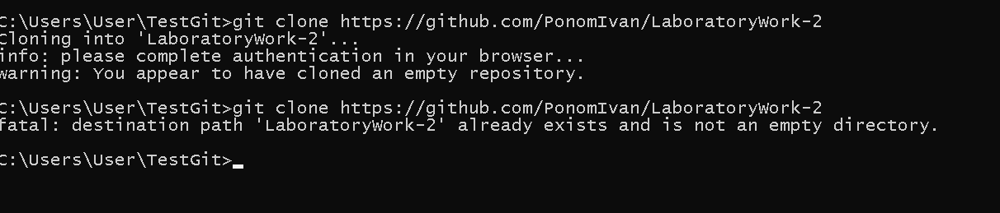 C:\Users\User\TestGit>git clone https://github.com/PonomIvan/LaboratoryWork-2
Cloning into 'LaboratoryWork-2'...
info: please complete authentication in your browser...
warning: You appear to have cloned an empty repository.
C:\Users\User\TestGit>git clone https://github.com/PonomIvan/LaboratoryWork-2
fatal: destination path 'LaboratoryWork-2' already exists and is not an empty directory.
C:\Users\User\TestGit>